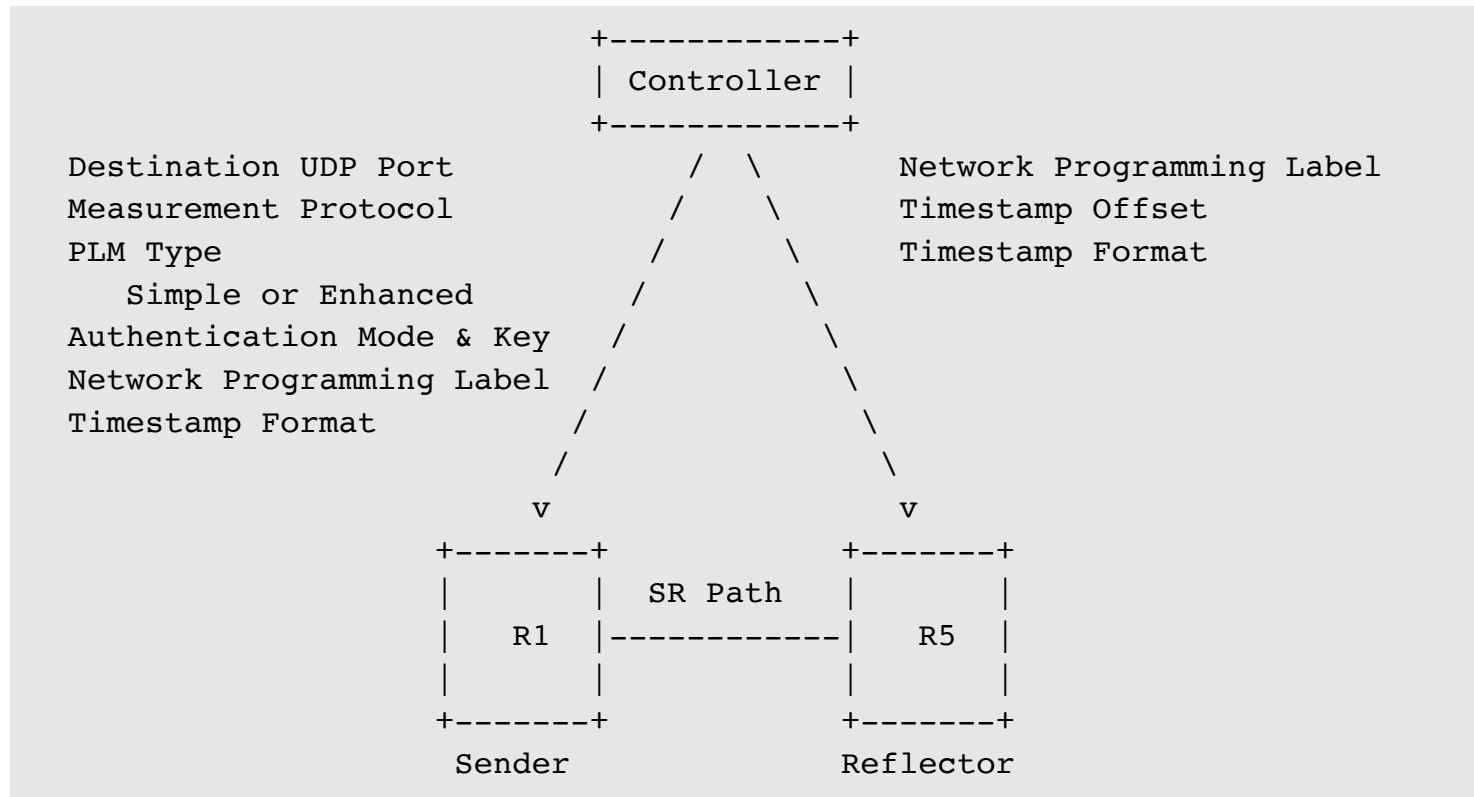 +------------+
| Controller |
+------------+
Destination UDP Port / \ Network Programming Label
Measurement Protocol / \ Timestamp Offset
PLM Type / \ Timestamp Format
Simple or Enhanced / \
Authentication Mode & Key / \
Network Programming Label / \
Timestamp Format / \
/ \
v v
+-------+ +-------+
| | SR Path | |
| R1 |------------| R5 |
| | | |
+-------+ +-------+
Sender Reflector